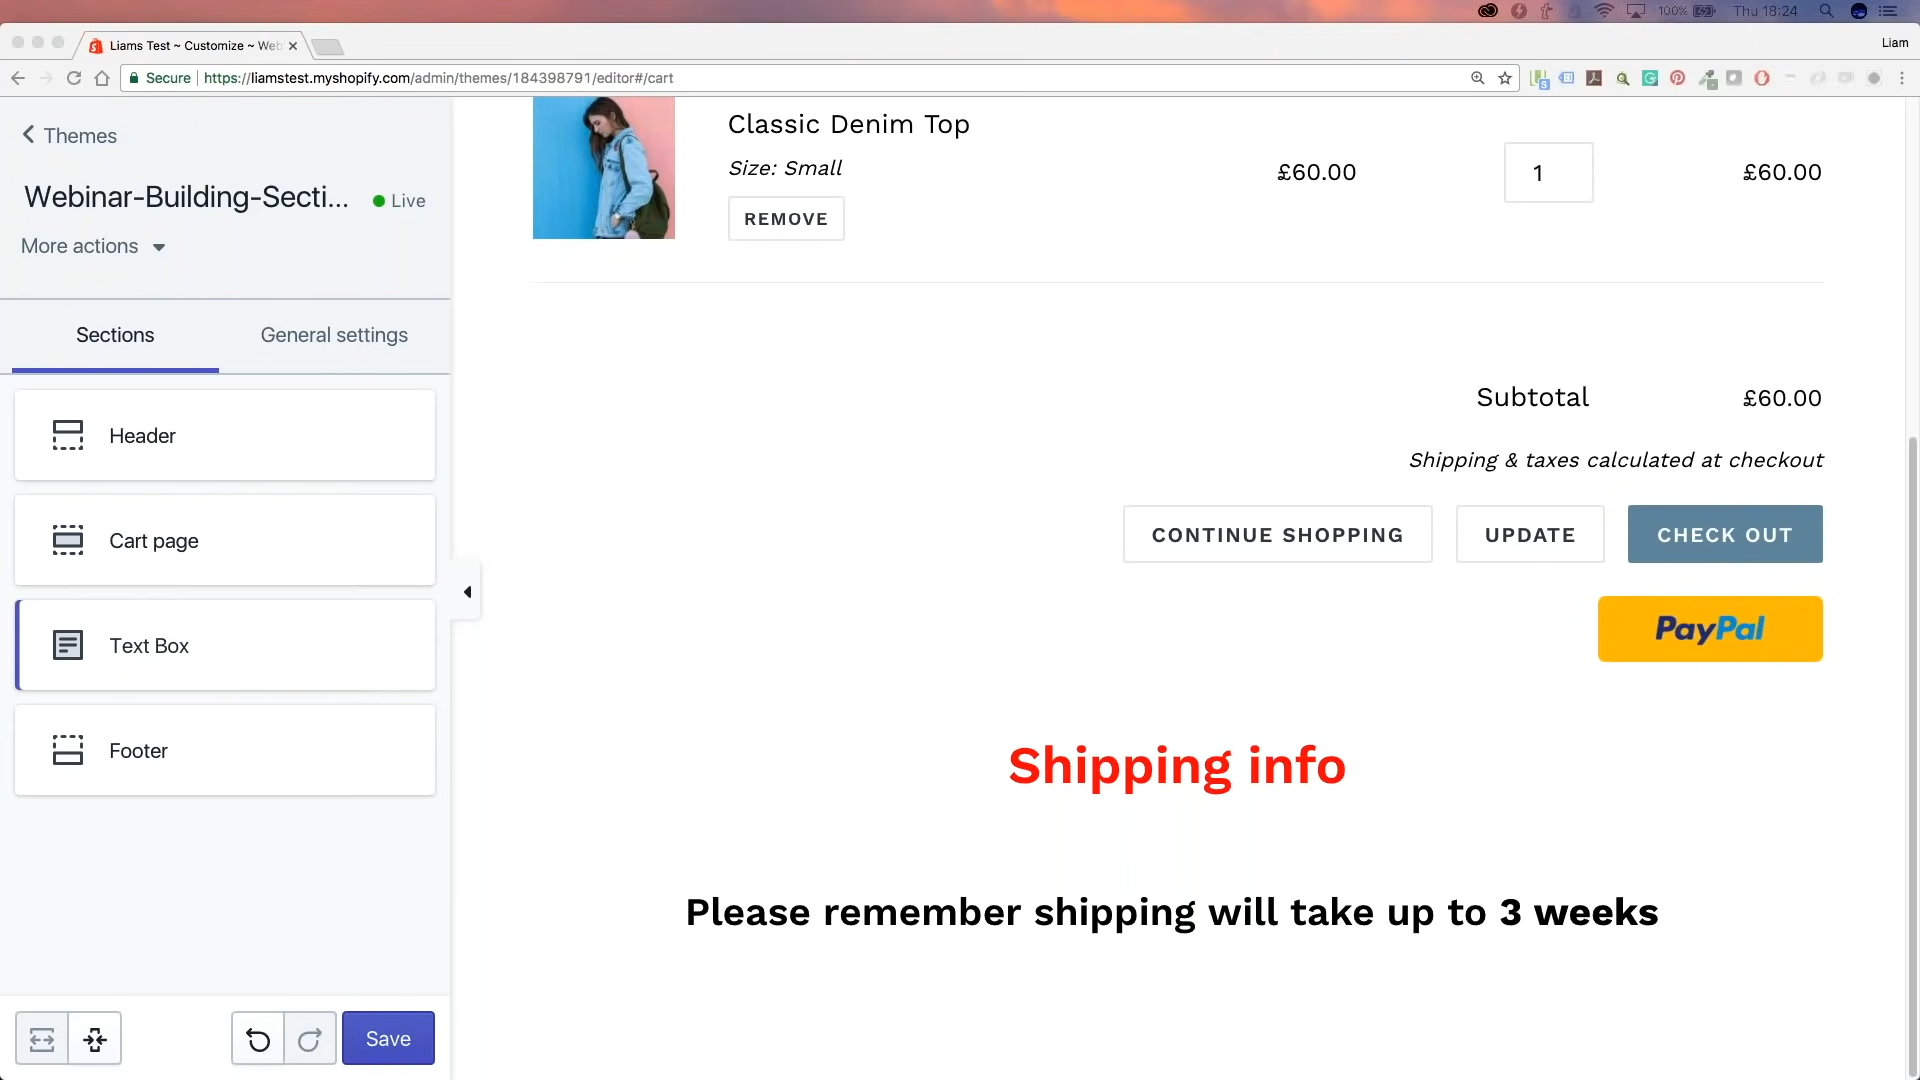 100%
Thu 18:24
Liams Test ~ Customize ~ Web
Liam
Secure
https://liamstest.myshopify.com/admin/themes/184398791/editor#/cart
Themes
Webinar-Building-Secti...
Live
More actions
Sections
General settings
Header
Cart page
Text Box
Footer
Save
Classic Denim Top
Size: Small
REMOVE
£60.00
1
£60.00
Subtotal
£60.00
Shipping & taxes calculated at checkout
CONTINUE SHOPPING
UPDATE
CHECK OUT
PayPal
Shipping info
Please remember shipping will take up to 3 weeks